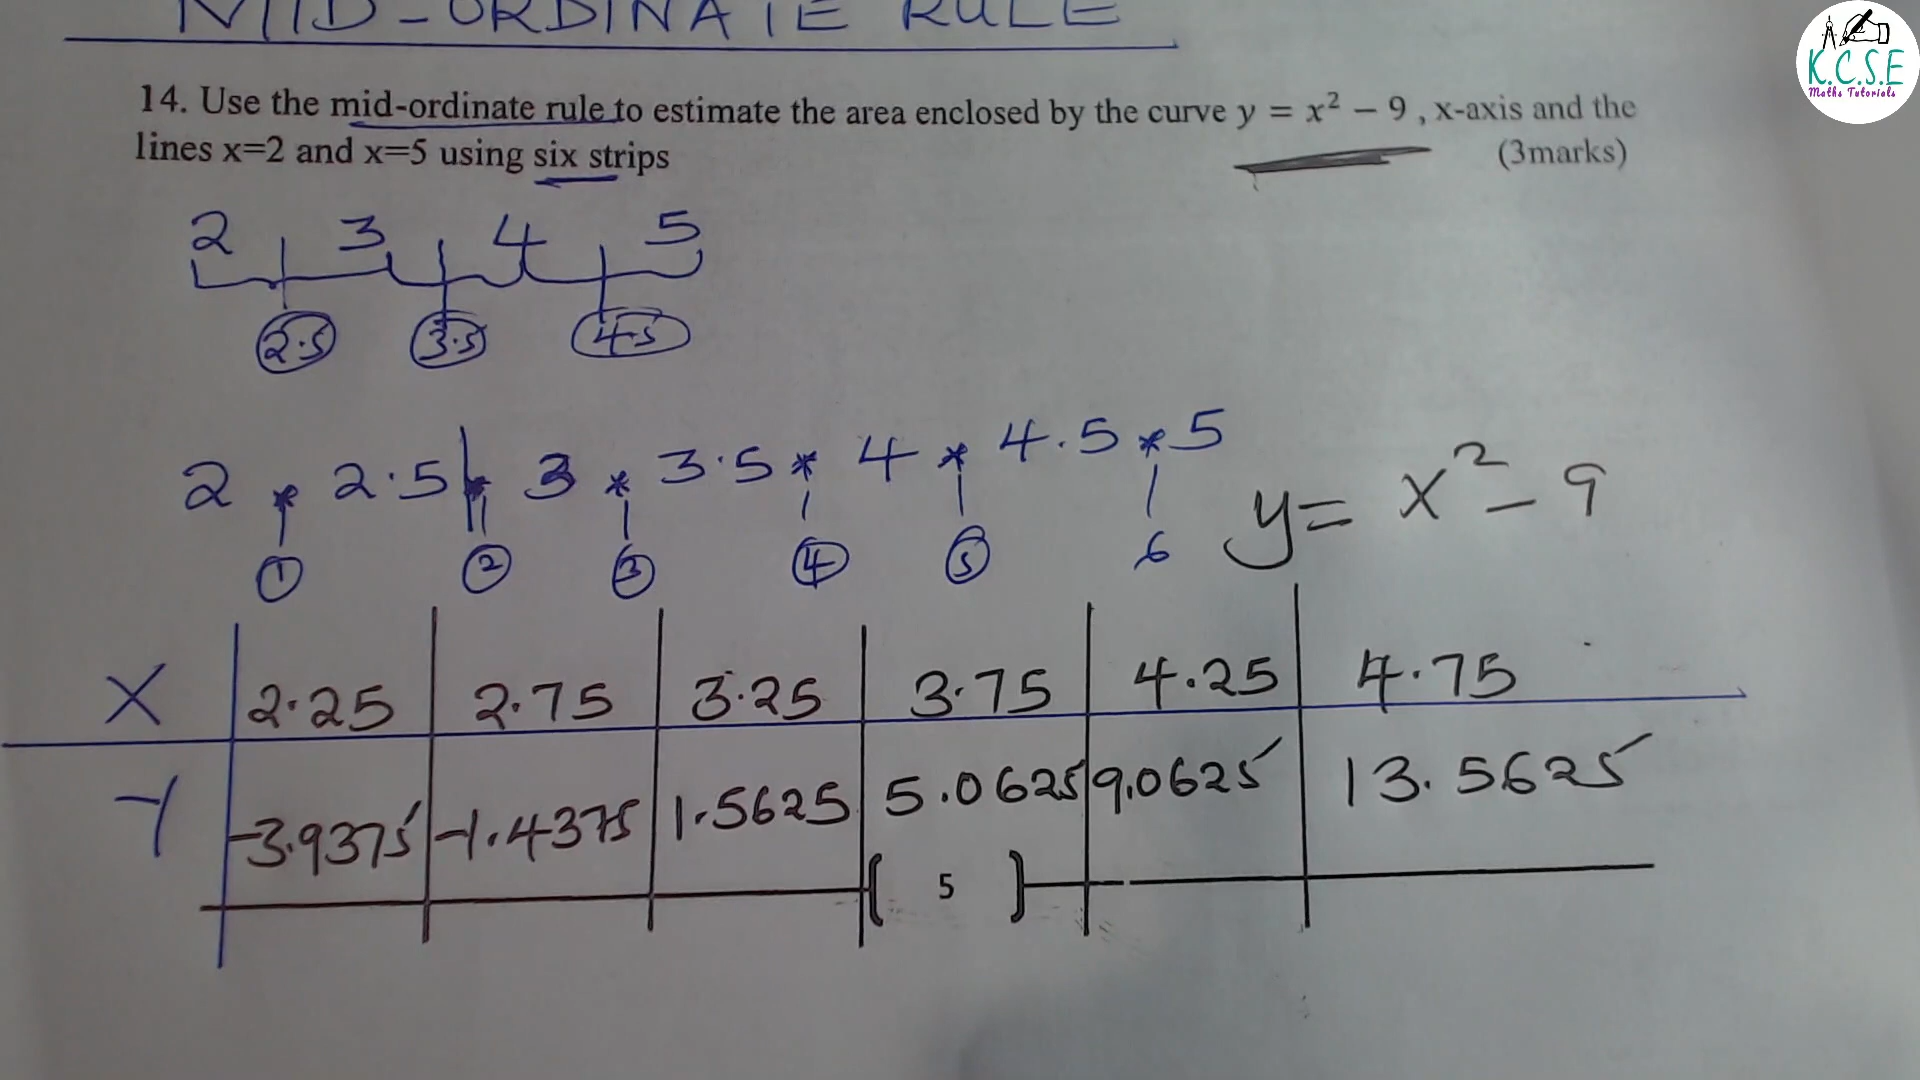 MID-ORDINATE RULE
K.C.S.E
Maths Tutorials
14. Use the mid-ordinate rule to estimate the area enclosed by the curve y = x² − 9 , x-axis and the
lines x=2 and x=5 using six strips (3marks)
2 3 4 5
2.5 3.5 4.5
2 * 2.5 * 3 * 3.5 * 4 * 4.5 * 5
1 2 3 4 5 6
y = x² - 9
X 2.25 2.75 3.25 3.75 4.25 4.75
Y -3.9375 -1.4375 1.5625 5.0625 9.0625 13.5625
5